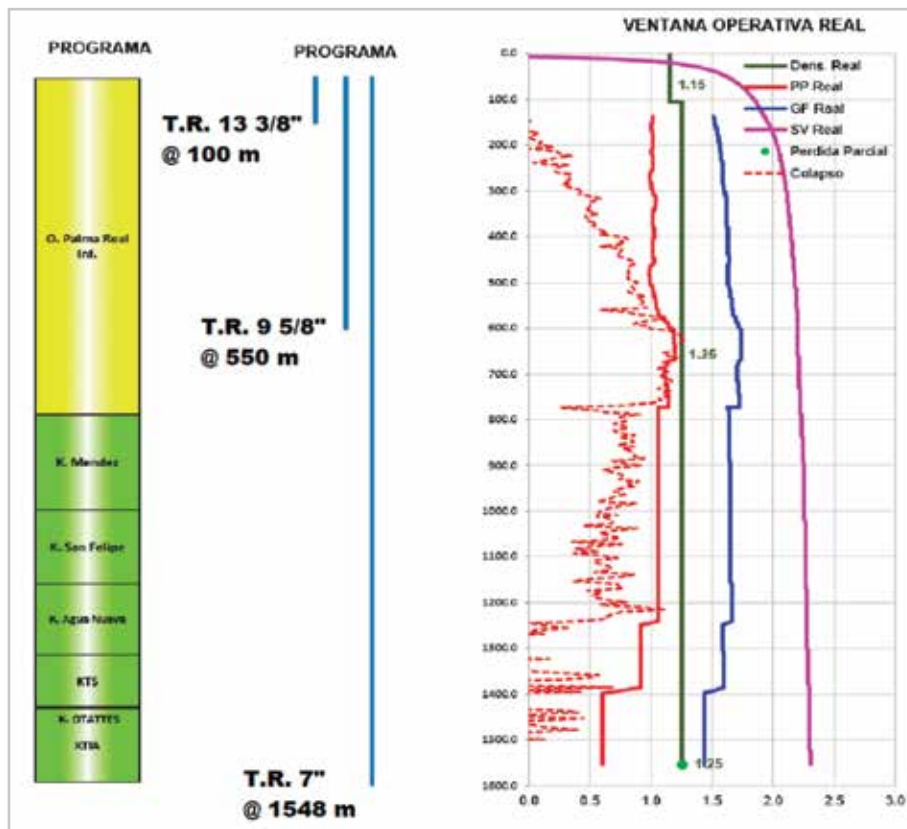 PROGRAMA
O. Palma Real
Inf.
K. Mendez
K. San Felipe
K. Agua Nueva
KTS
K. OTATTES
KTIA
PROGRAMA
T.R. 13 3/8"
@ 100 m
T.R. 9 5/8"
@ 550 m
T.R. 7"
@ 1548 m
VENTANA OPERATIVA REAL
Dens. Real
PP Real
GF Real
SV Real
Perdida Parcial
Colapso
1.15
1.25
1.25
0.0
100.0
200.0
300.0
400.0
500.0
600.0
700.0
800.0
900.0
1000.0
1100.0
1200.0
1300.0
1400.0
1500.0
1600.0
0.0 0.5 1.0 1.5 2.0 2.5 3.0